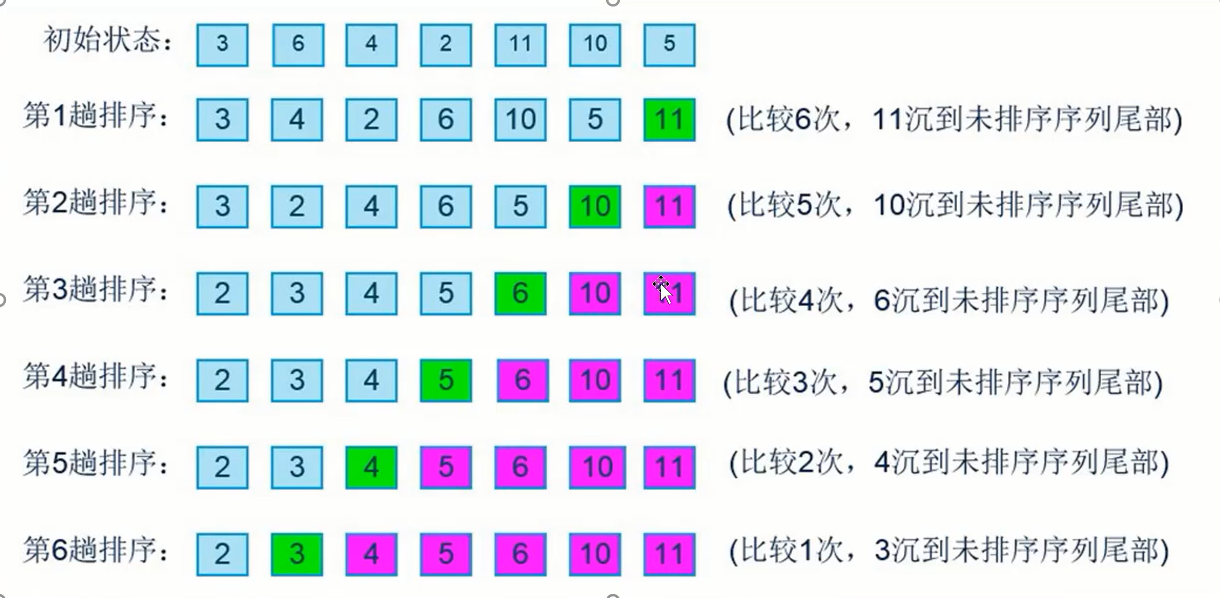 初始状态： 3 6 4 2 11 10 5
第1趟排序： 3 4 2 6 10 5 11 (比较6次，11沉到未排序序列尾部)
第2趟排序： 3 2 4 6 5 10 11 (比较5次，10沉到未排序序列尾部)
第3趟排序： 2 3 4 5 6 10 11 (比较4次，6沉到未排序序列尾部)
第4趟排序： 2 3 4 5 6 10 11 (比较3次，5沉到未排序序列尾部)
第5趟排序： 2 3 4 5 6 10 11 (比较2次，4沉到未排序序列尾部)
第6趟排序： 2 3 4 5 6 10 11 (比较1次，3沉到未排序序列尾部)